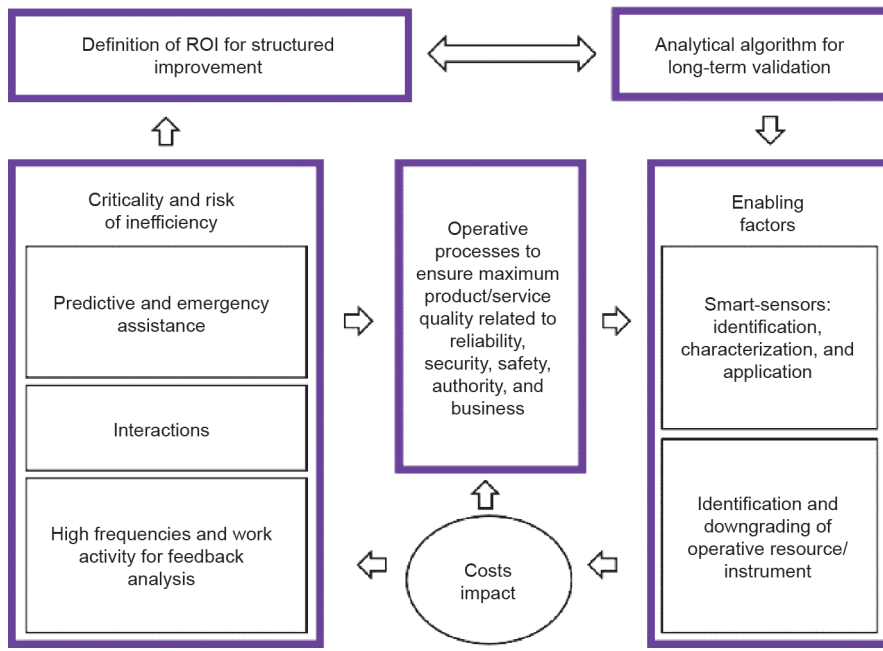 Definition of ROI for structured
improvement
Analytical algorithm for
long-term validation
Criticality and risk
of inefficiency
Predictive and emergency
assistance
Interactions
High frequencies and work
activity for feedback
analysis
Operative
processes to
ensure maximum
product/service
quality related to
reliability,
security, safety,
authority, and
business
Costs
impact
Enabling
factors
Smart-sensors:
identification,
characterization, and
application
Identification and
downgrading of
operative resource/
instrument